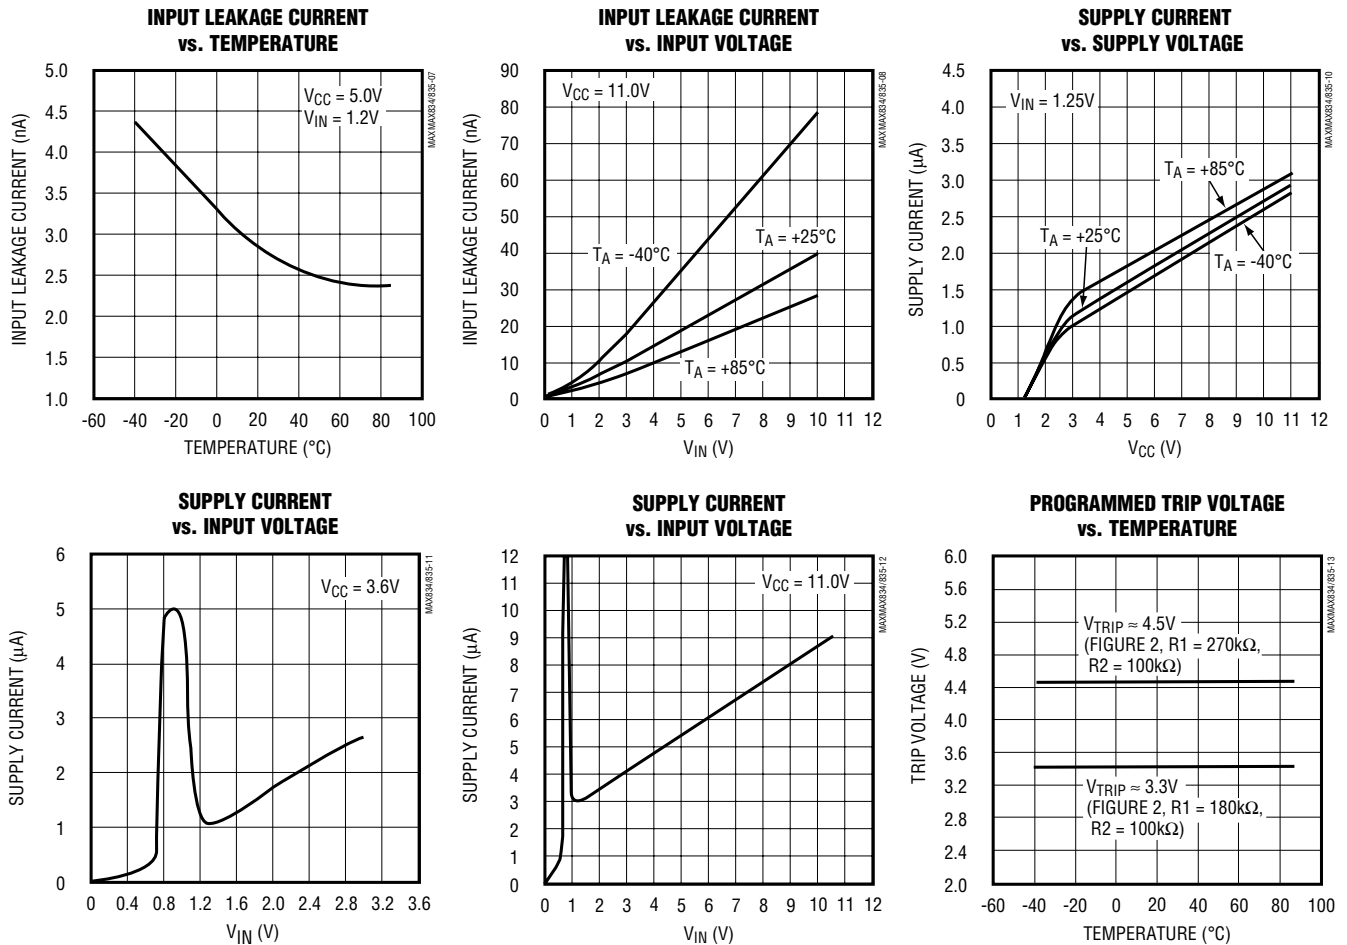 INPUT LEAKAGE CURRENT
vs. TEMPERATURE
5.0
4.5
4.0
3.5
3.0
2.5
2.0
1.5
1.0
INPUT LEAKAGE CURRENT (nA)
VCC = 5.0V
VIN = 1.2V
MAXMAX834/835-07
-60 -40 -20 0 20 40 60 80 100
TEMPERATURE (°C)
INPUT LEAKAGE CURRENT
vs. INPUT VOLTAGE
90
80
70
60
50
40
30
20
10
0
INPUT LEAKAGE CURRENT (nA)
VCC = 11.0V
TA = -40°C
TA = +25°C
TA = +85°C
MAXMAX834/835-08
0 1 2 3 4 5 6 7 8 9 10 11 12
VIN (V)
SUPPLY CURRENT
vs. SUPPLY VOLTAGE
4.5
4.0
3.5
3.0
2.5
2.0
1.5
1.0
0.5
0
SUPPLY CURRENT (µA)
VIN = 1.25V
TA = +85°C
TA = +25°C
TA = -40°C
MAXMAX834/835-10
0 1 2 3 4 5 6 7 8 9 10 11 12
VCC (V)
SUPPLY CURRENT
vs. INPUT VOLTAGE
6
5
4
3
2
1
0
SUPPLY CURRENT (µA)
VCC = 3.6V
MAX834/835-11
0 0.4 0.8 1.2 1.6 2.0 2.4 2.8 3.2 3.6
VIN (V)
SUPPLY CURRENT
vs. INPUT VOLTAGE
12
11
10
9
8
7
6
5
4
3
2
1
0
SUPPLY CURRENT (µA)
VCC = 11.0V
MAXMAX834/835-12
0 1 2 3 4 5 6 7 8 9 10 11 12
VIN (V)
PROGRAMMED TRIP VOLTAGE
vs. TEMPERATURE
6.0
5.6
5.2
4.8
4.4
4.0
3.6
3.2
2.8
2.4
2.0
TRIP VOLTAGE (V)
VTRIP ≈ 4.5V
(FIGURE 2, R1 = 270kΩ,
R2 = 100kΩ)
VTRIP ≈ 3.3V
(FIGURE 2, R1 = 180kΩ,
R2 = 100kΩ)
MAXMAX834/835-13
-60 -40 -20 0 20 40 60 80 100
TEMPERATURE (°C)